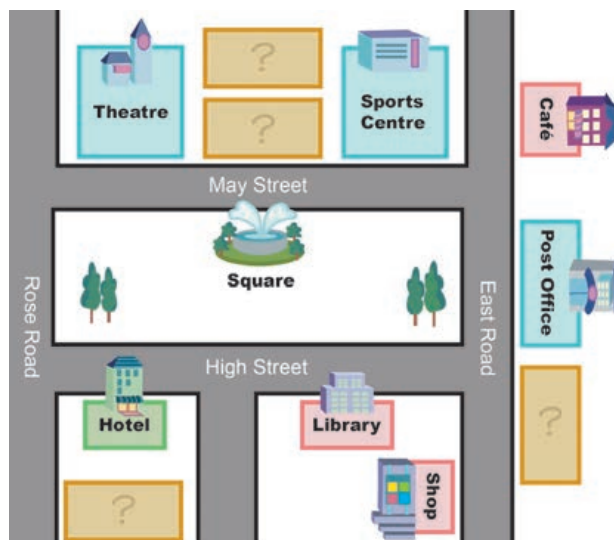 ?
Theatre
?
Sports
Centre
Café
May Street
Square
Post Office
Rose Road
East Road
High Street
Hotel
Library
?
?
Shop